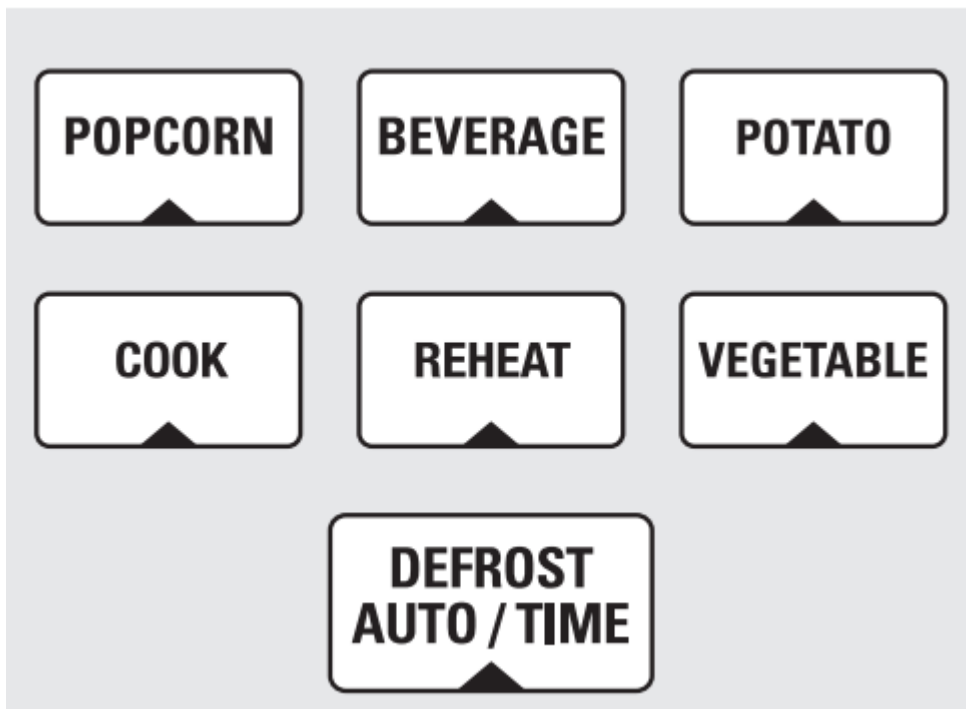 POPCORN
BEVERAGE
POTATO
COOK
REHEAT
VEGETABLE
DEFROST
AUTO / TIME